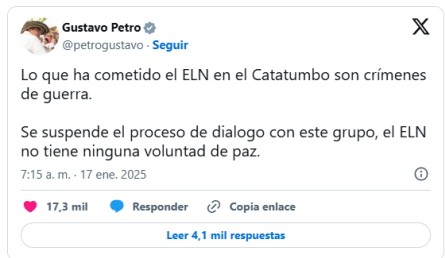 Gustavo Petro
@petrogustavo · Seguir
Lo que ha cometido el ELN en el Catatumbo son crímenes
de guerra.
Se suspende el proceso de dialogo con este grupo, el ELN
no tiene ninguna voluntad de paz.
7:15 a. m. · 17 ene. 2025
17,3 mil Responder Copia enlace
Leer 4,1 mil respuestas